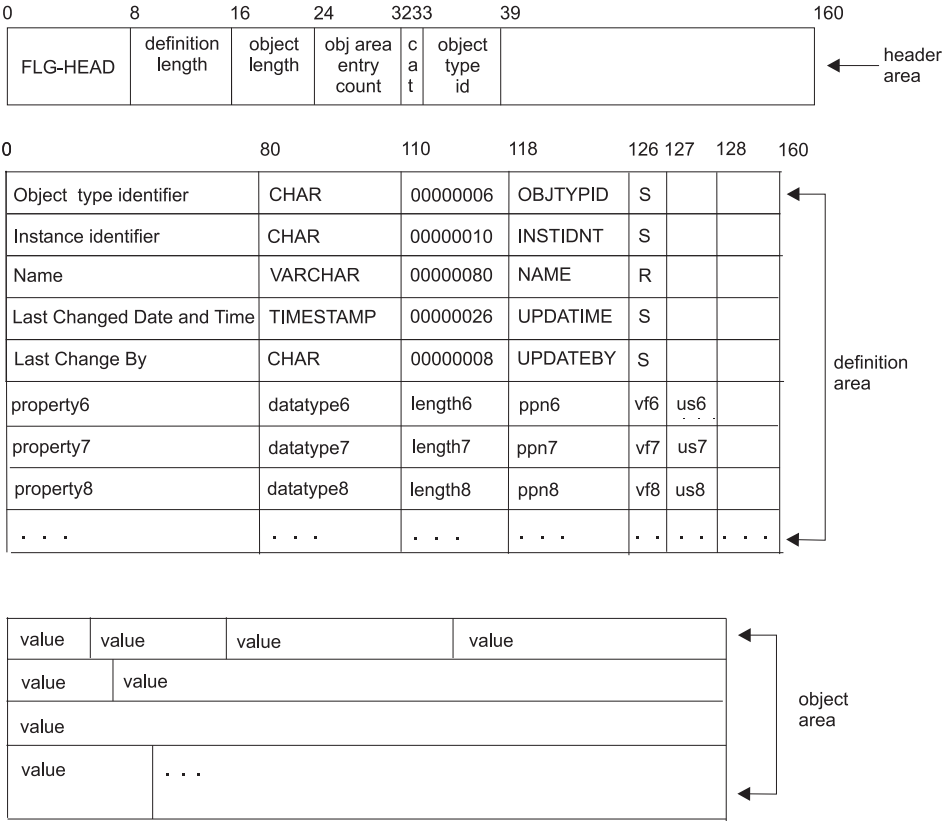 0 8 16 24 32 33 39 160
FLG-HEAD definition length object length obj area entry count cat object type id
header area
0 80 110 118 126 127 128 160
Object type identifier CHAR 00000006 OBJTYPID S
Instance identifier CHAR 00000010 INSTIDNT S
Name VARCHAR 00000080 NAME R
Last Changed Date and Time TIMESTAMP 00000026 UPDATIME S
Last Change By CHAR 00000008 UPDATEBY S
definition area
property6 datatype6 length6 ppn6 vf6 us6
property7 datatype7 length7 ppn7 vf7 us7
property8 datatype8 length8 ppn8 vf8 us8
. . . . . . . . . . . . . . . . . . .
value value value value
value value
object area
value
value . . .